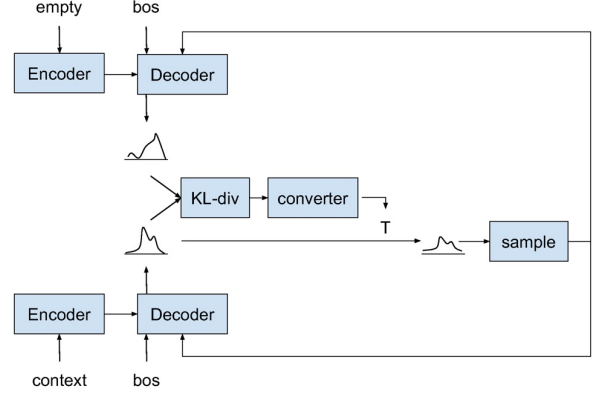 empty
bos
Encoder
Decoder
KL-div
converter
T
sample
Encoder
Decoder
context
bos